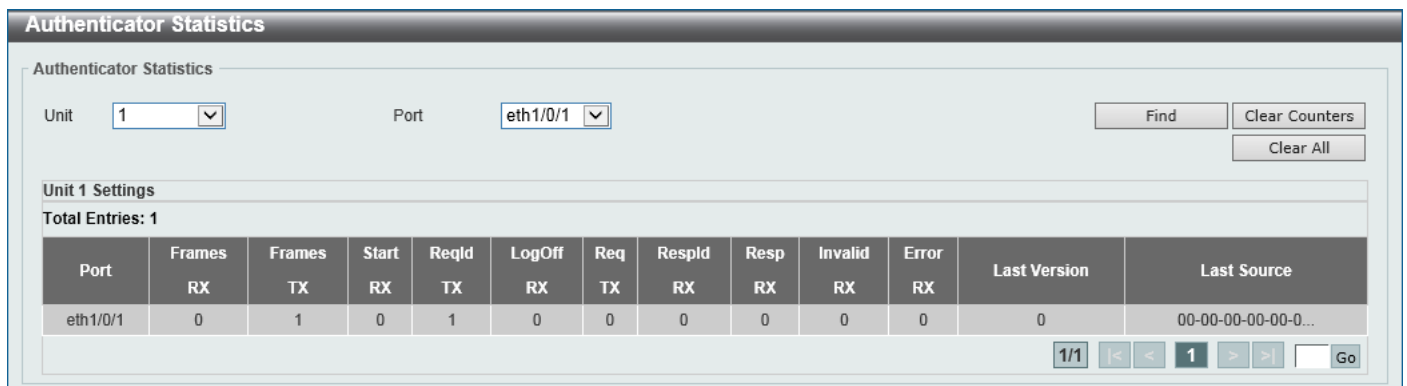 Authenticator Statistics
Authenticator Statistics
Unit 1 Port eth1/0/1 Find Clear Counters
Clear All
Unit 1 Settings
Total Entries: 1
Port Frames RX Frames TX Start RX ReqId TX LogOff RX Req TX RespId RX Resp RX Invalid RX Error RX Last Version Last Source
eth1/0/1 0 1 0 1 0 0 0 0 0 0 0 00-00-00-00-00-0...
1/1 |< < 1 > >| Go